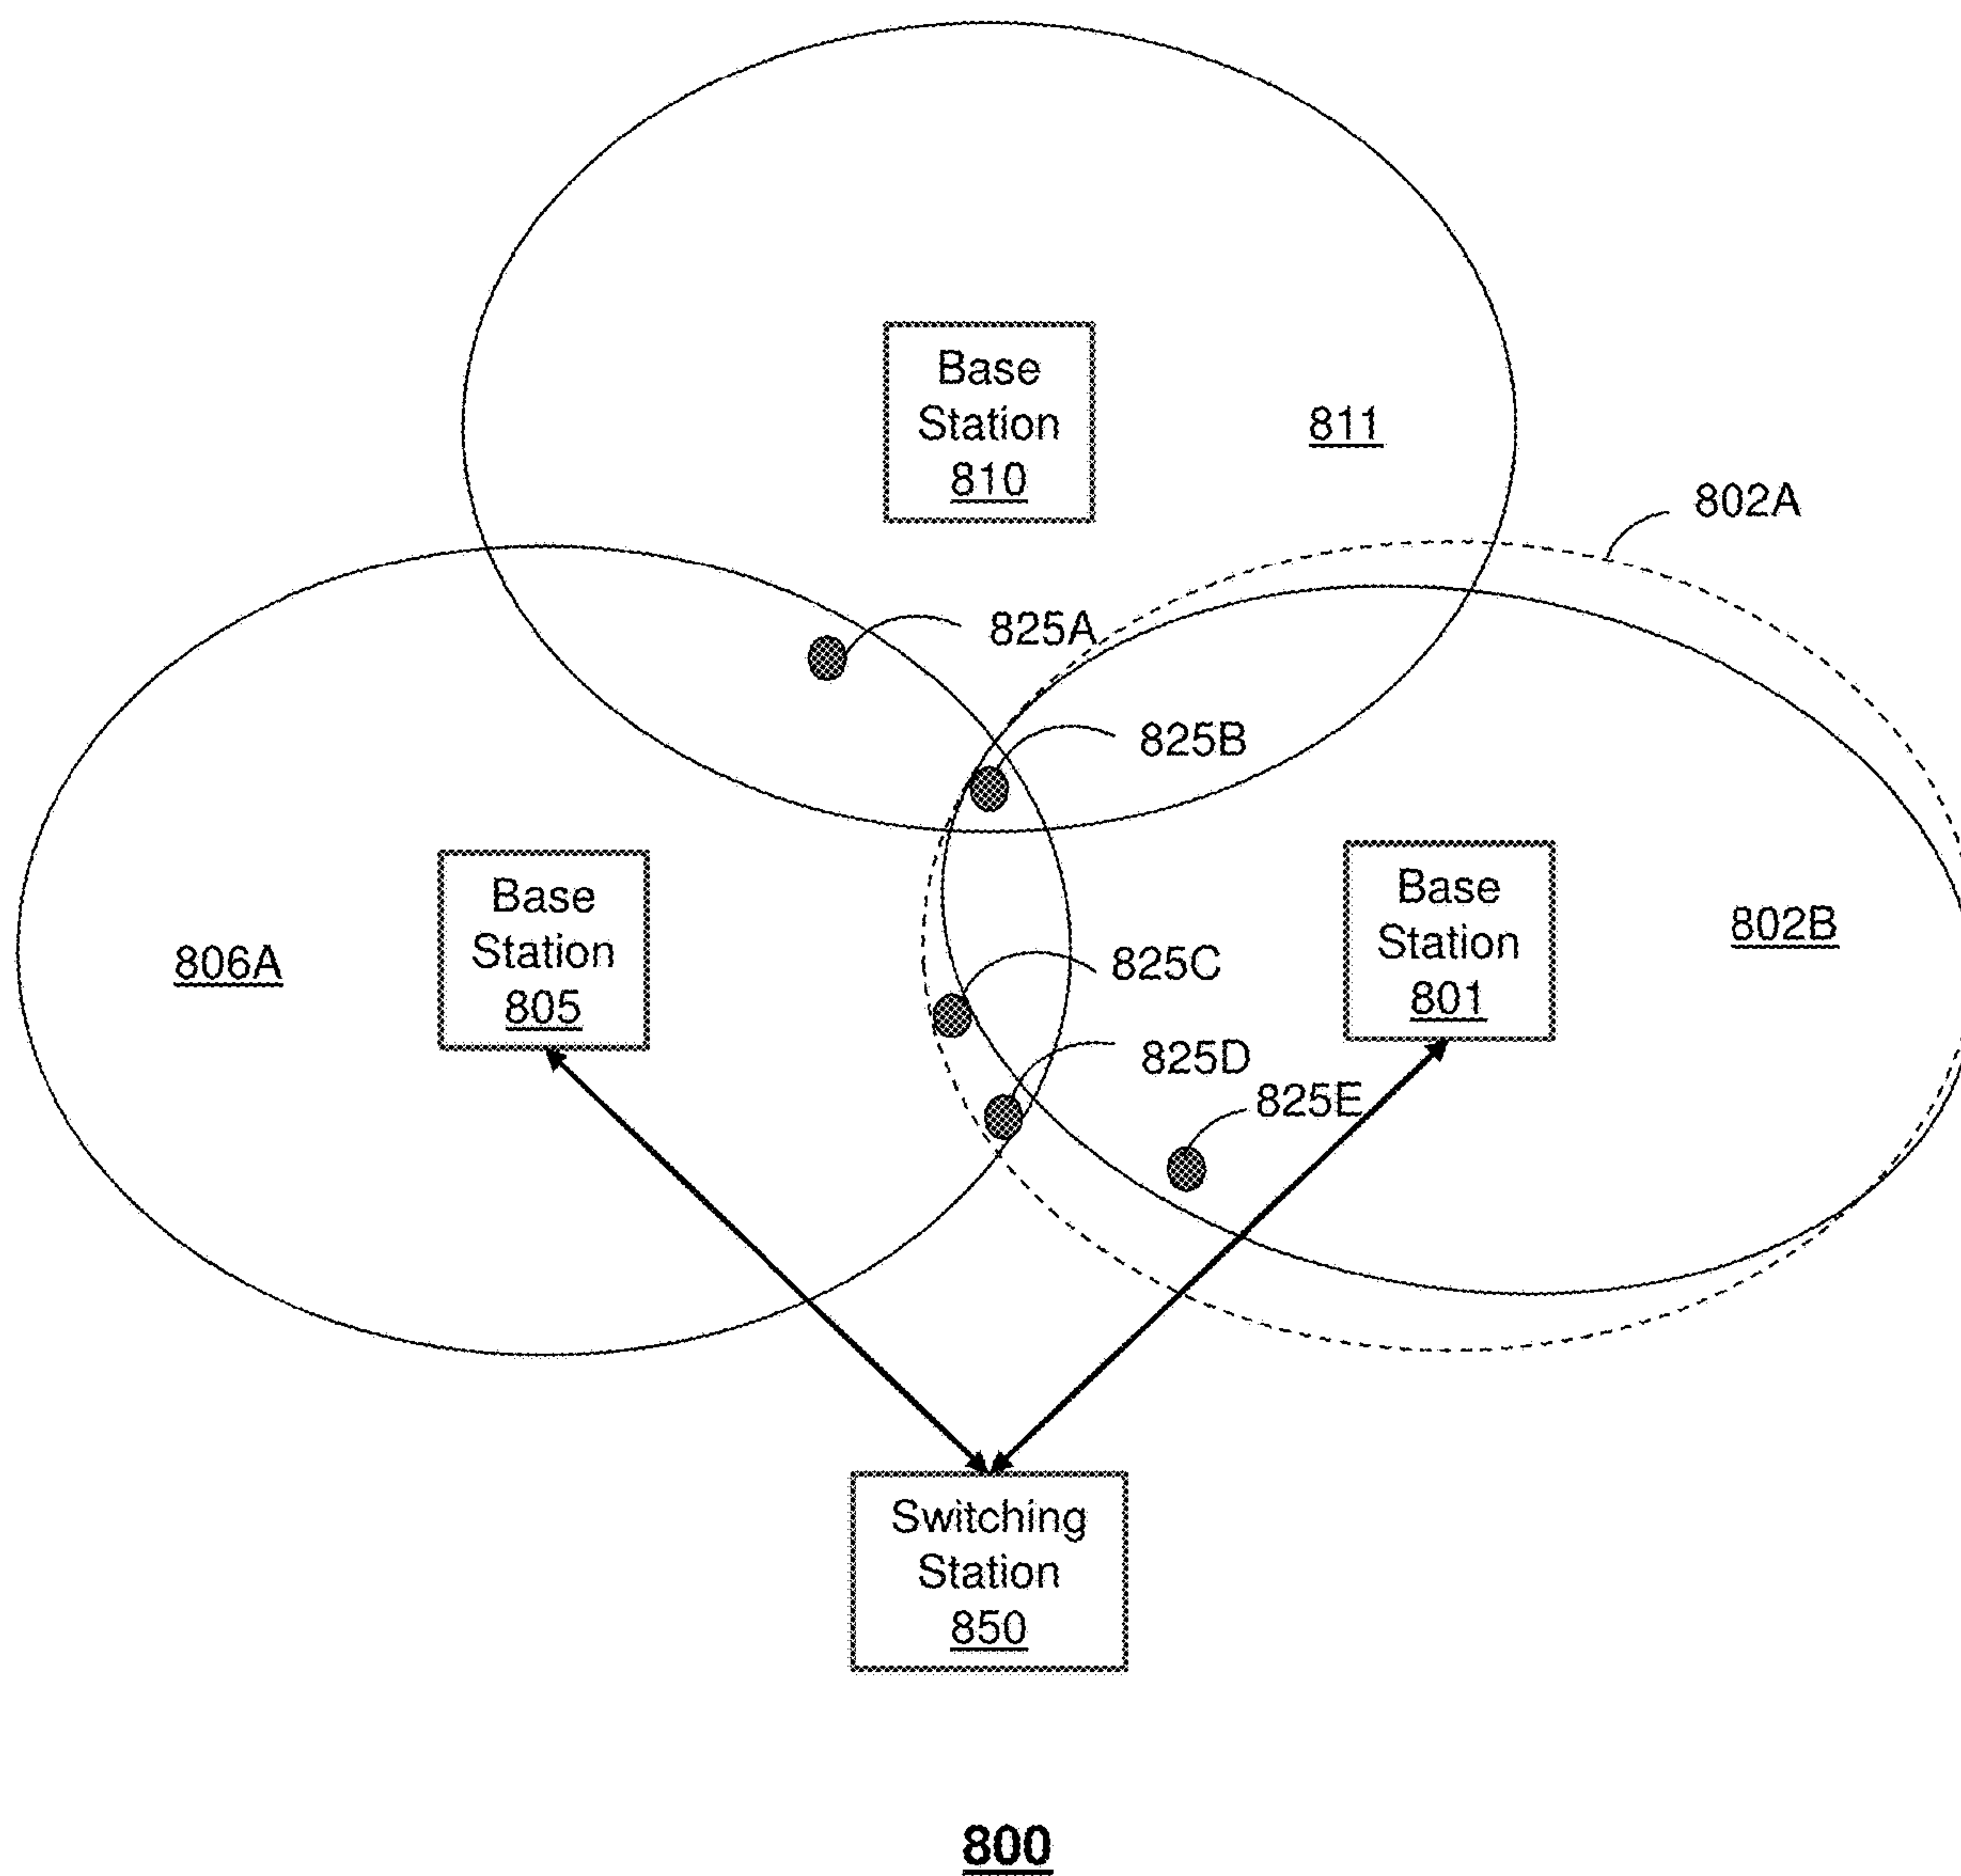 Base
Station
810
811
802A
825A
825B
Base
Station
805
806A
Base
Station
801
802B
825C
825D
825E
Switching
Station
850
800